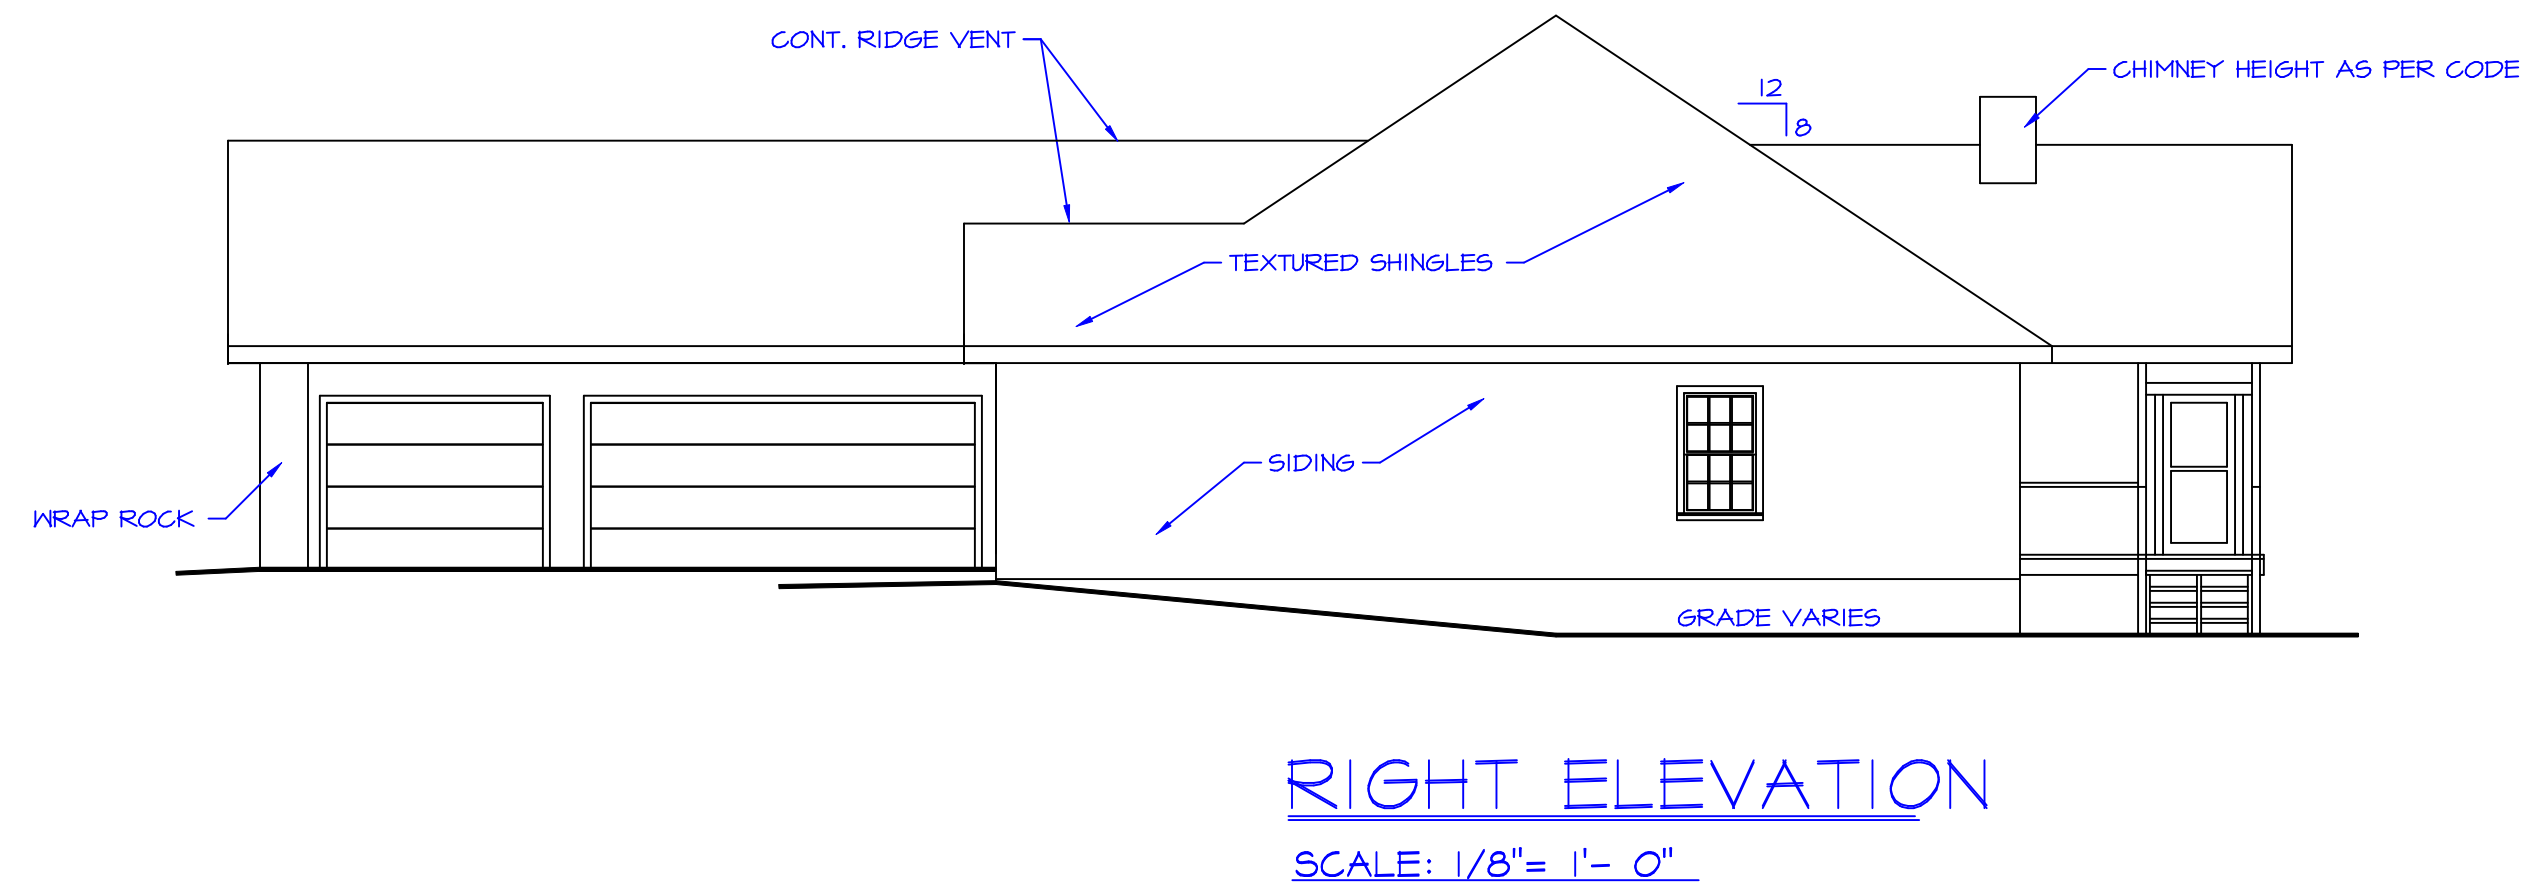 CONT. RIDGE VENT
CHIMNEY HEIGHT AS PER CODE
12
8
TEXTURED SHINGLES
SIDING
WRAP ROCK
GRADE VARIES
RIGHT ELEVATION
SCALE: 1/8"= 1'- 0"